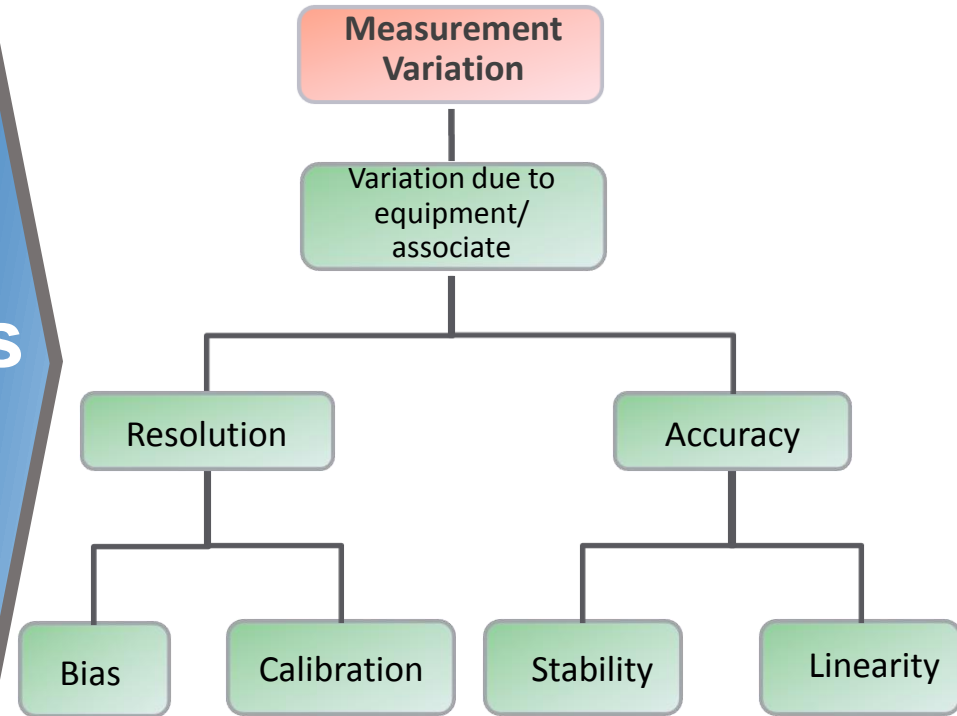 Measurement
Variation
Variation due to
equipment/
associate
s
Resolution
Accuracy
Bias
Calibration
Stability
Linearity